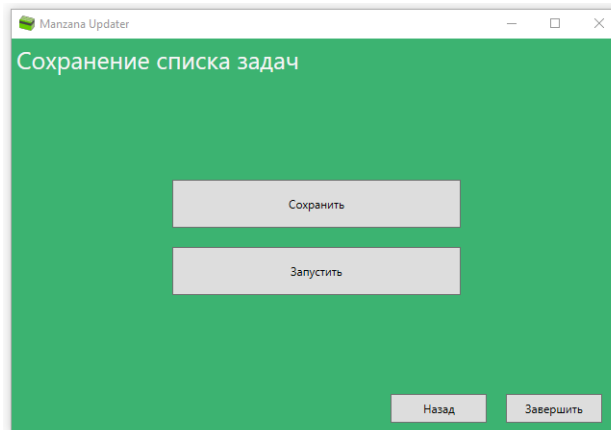 Manzana Updater
Сохранение списка задач
Сохранить
Запустить
Назад
Завершить